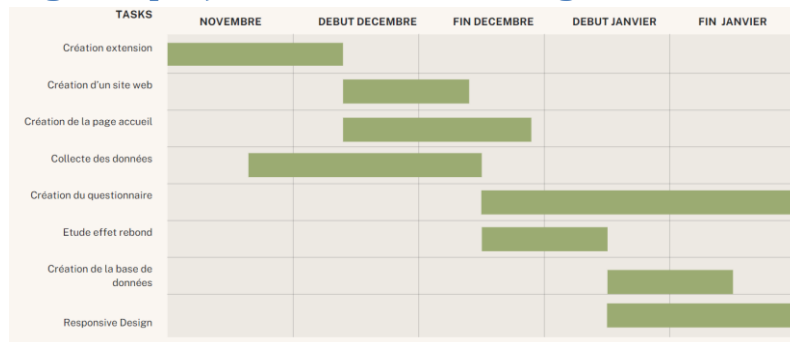 TASKS
NOVEMBRE DEBUT DECEMBRE FIN DECEMBRE DEBUT JANVIER FIN JANVIER
Création extension
Création d'un site web
Création de la page accueil
Collecte des données
Création du questionnaire
Etude effet rebond
Création de la base de
données
Responsive Design